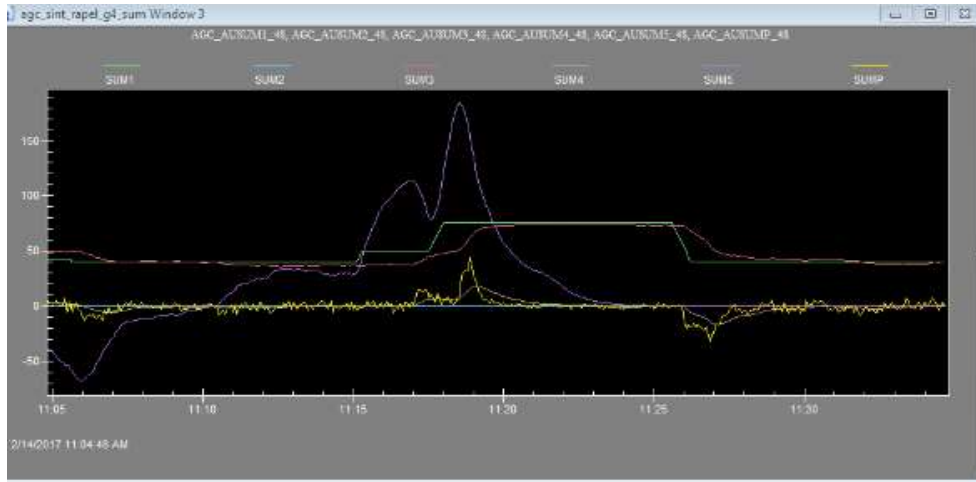 agc_sint_rapel_g4_sum Window 3
AGC_AUSUM1_48, AGC_AUSUM2_48, AGC_AUSUM3_48, AGC_AUSUM4_48, AGC_AUSUM5_48, AGC_AUSUMP_48
SUM1 SUM2 SUM3 SUM4 SUM5 SUMP
150
100
50
0
-50
11:05 11:10 11:15 11:20 11:25 11:30
2/14/2017 11:04:48 AM